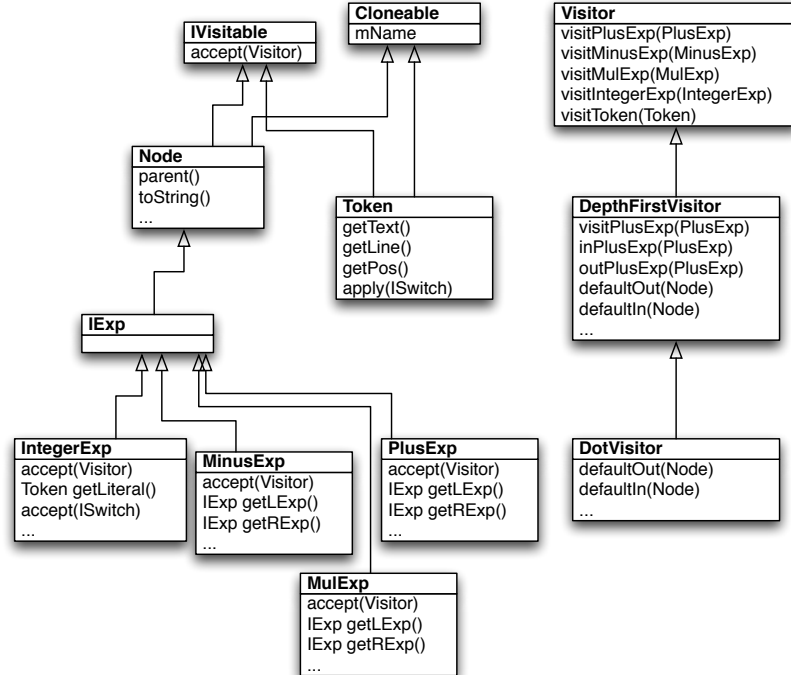 IVisitable
accept(Visitor)
Cloneable
mName
Visitor
visitPlusExp(PlusExp)
visitMinusExp(MinusExp)
visitMulExp(MulExp)
visitIntegerExp(IntegerExp)
visitToken(Token)
Node
parent()
toString()
...
Token
getText()
getLine()
getPos()
apply(ISwitch)
DepthFirstVisitor
visitPlusExp(PlusExp)
inPlusExp(PlusExp)
outPlusExp(PlusExp)
defaultOut(Node)
defaultIn(Node)
...
IExp
IntegerExp
accept(Visitor)
Token getLiteral()
accept(ISwitch)
...
MinusExp
accept(Visitor)
IExp getLExp()
IExp getRExp()
...
PlusExp
accept(Visitor)
IExp getLExp()
IExp getRExp()
...
DotVisitor
defaultOut(Node)
defaultIn(Node)
...
MulExp
accept(Visitor)
IExp getLExp()
IExp getRExp()
...